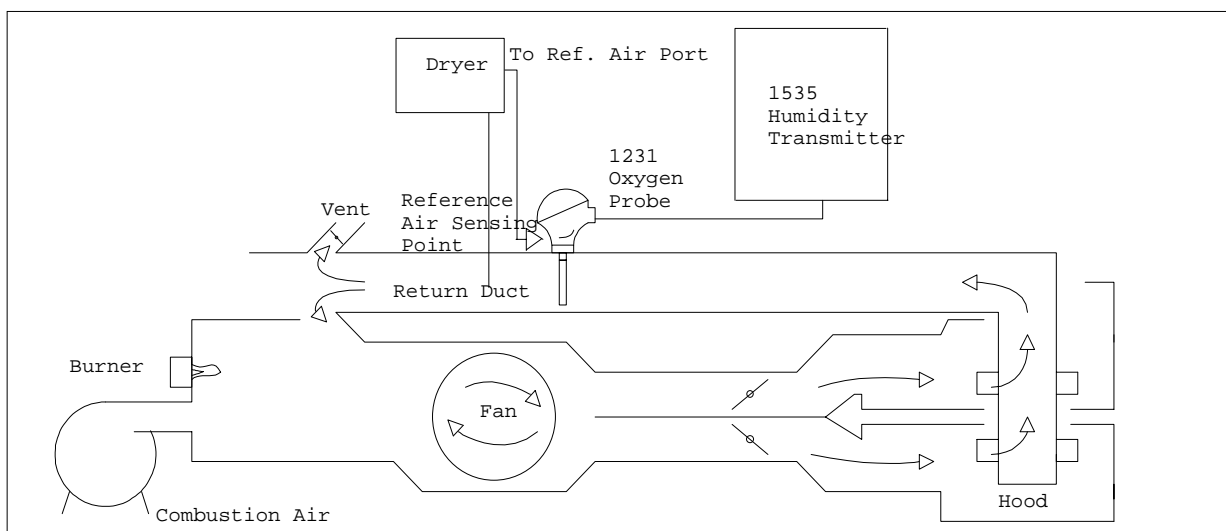 Dryer
To Ref. Air Port
1535
Humidity
Transmitter
1231
Oxygen
Probe
Vent
Reference
Air Sensing
Point
Return Duct
Burner
Fan
Hood
Combustion Air